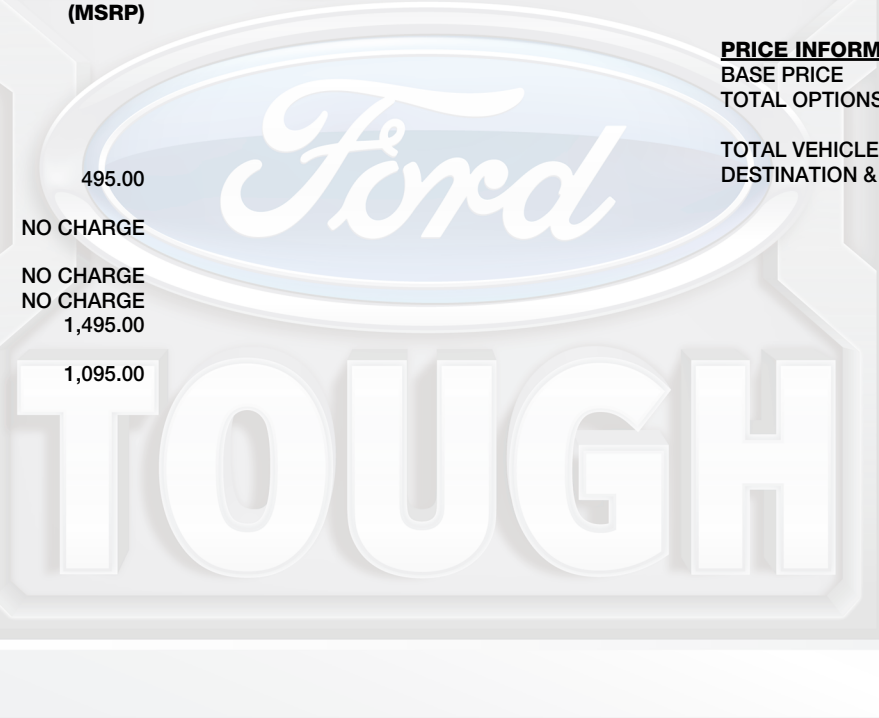 (MSRP)
495.00
NO CHARGE
NO CHARGE
NO CHARGE
1,495.00
1,095.00
PRICE INFORM
BASE PRICE
TOTAL OPTIONS
TOTAL VEHICLE
DESTINATION &
Ford
TOUGH